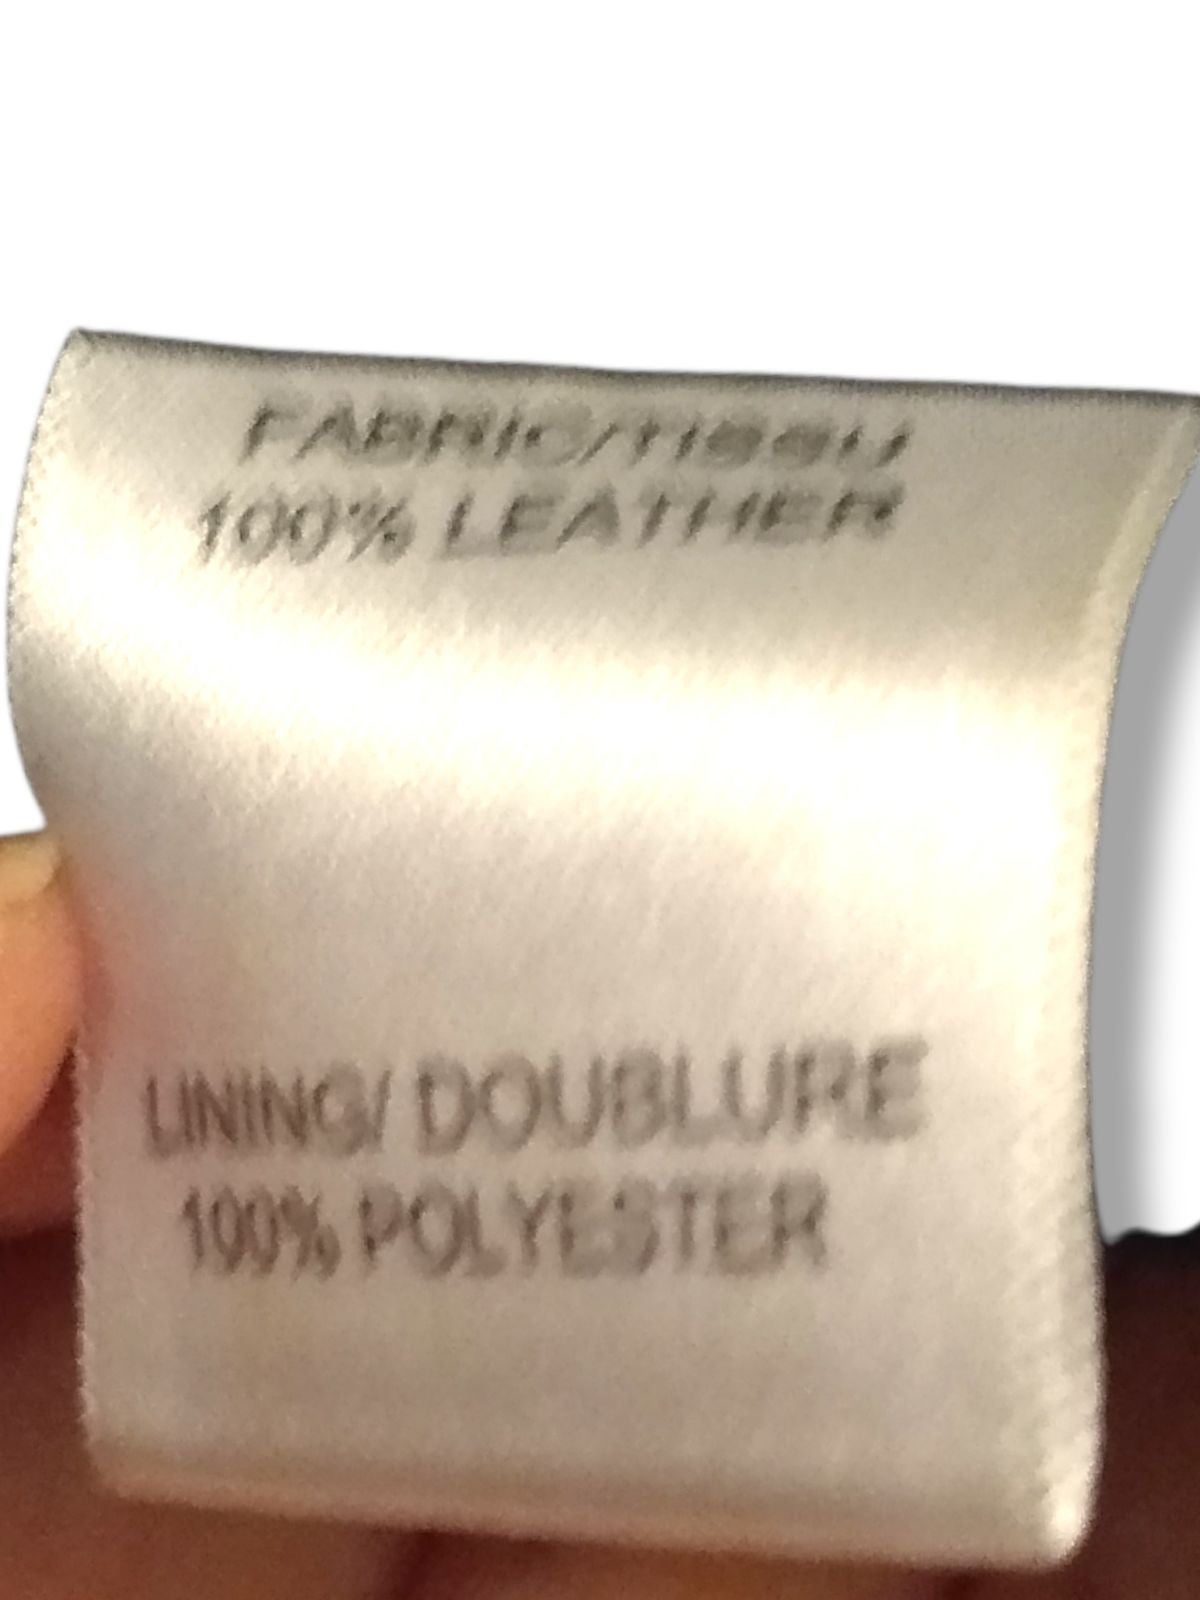 FABRIC/TISSU
100% LEATHER
LINING/ DOUBLURE
100% POLYESTER